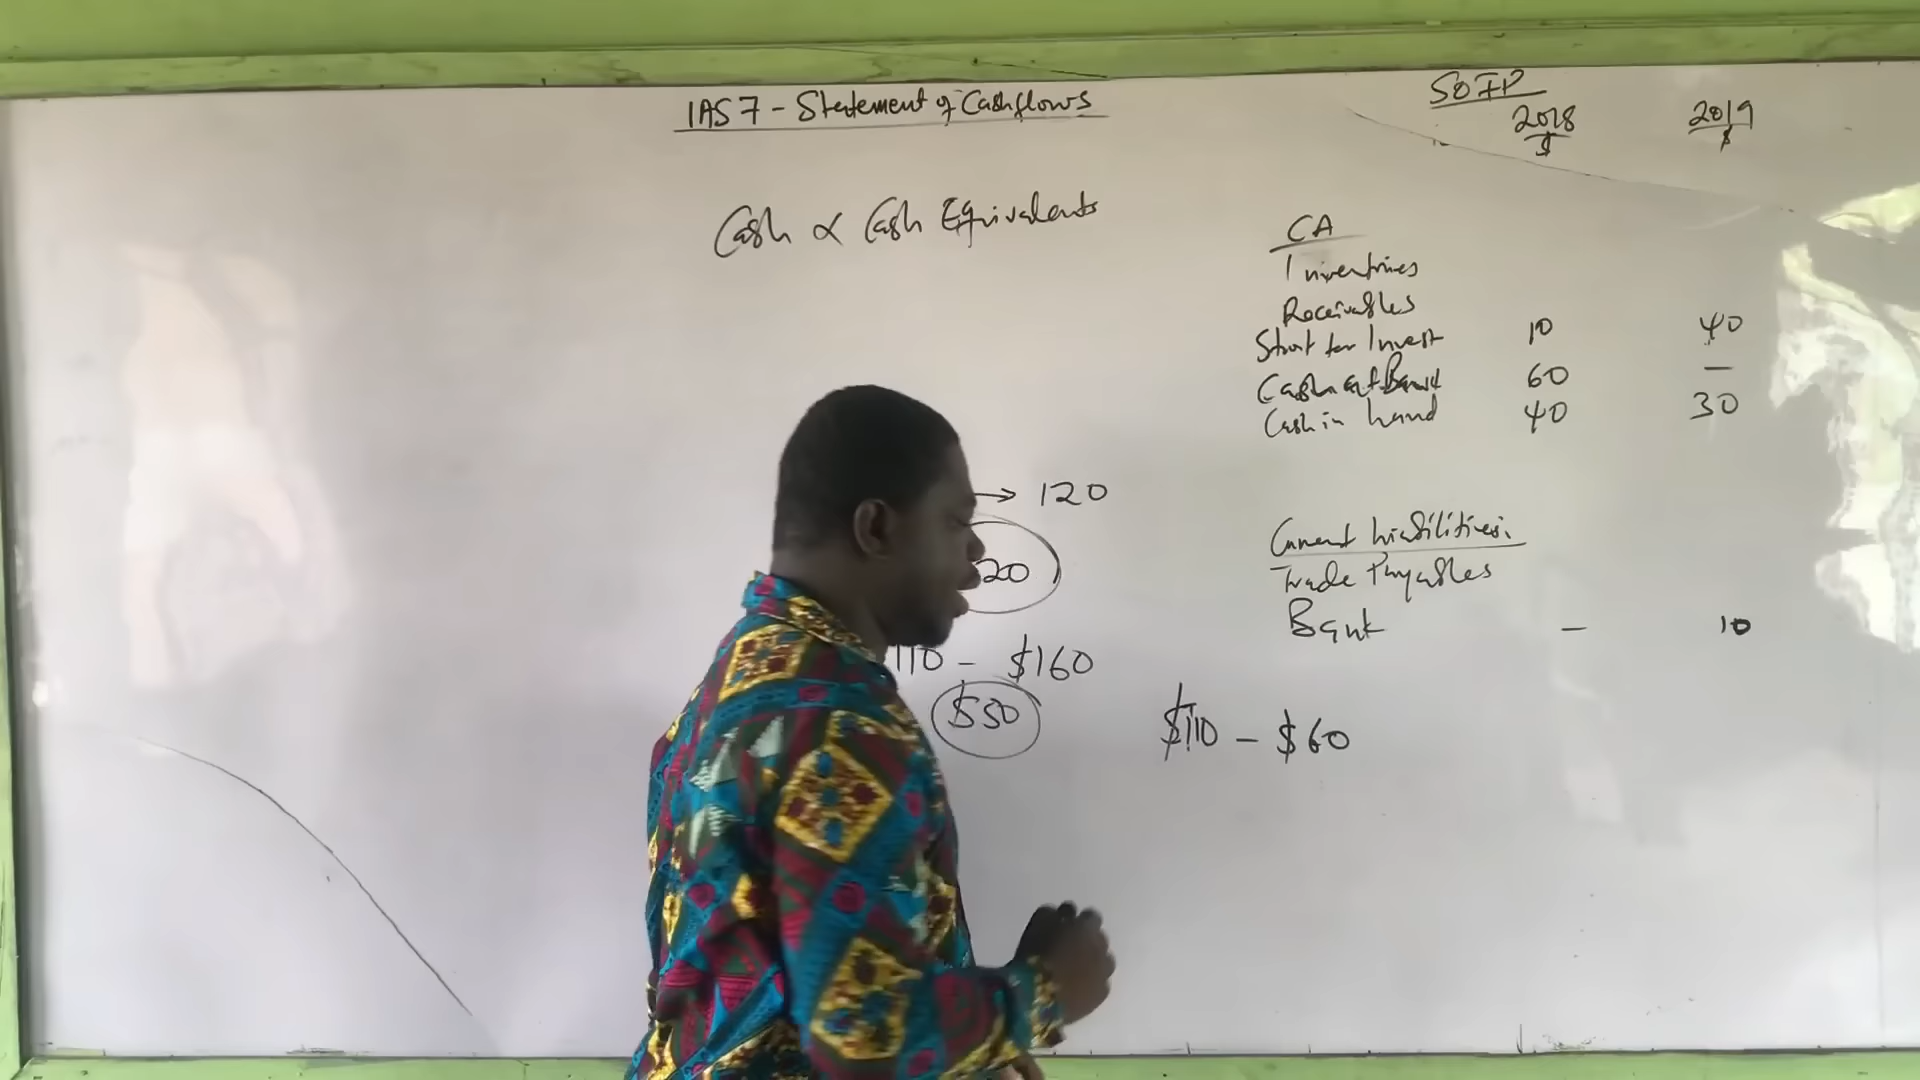 IAS 7 - Statement of Cashflows
Cash & Cash Equivalents
→ 120
20
110 - $160
$50
SOFP
2018 2019
$ $
CA
Inventories
Receivables
Short ter Invest 10 40
Cash at Bank 60 —
Cash in hand 40 30
Current Liabilities:
Trade Payables
Bank — 10
$110 - $60